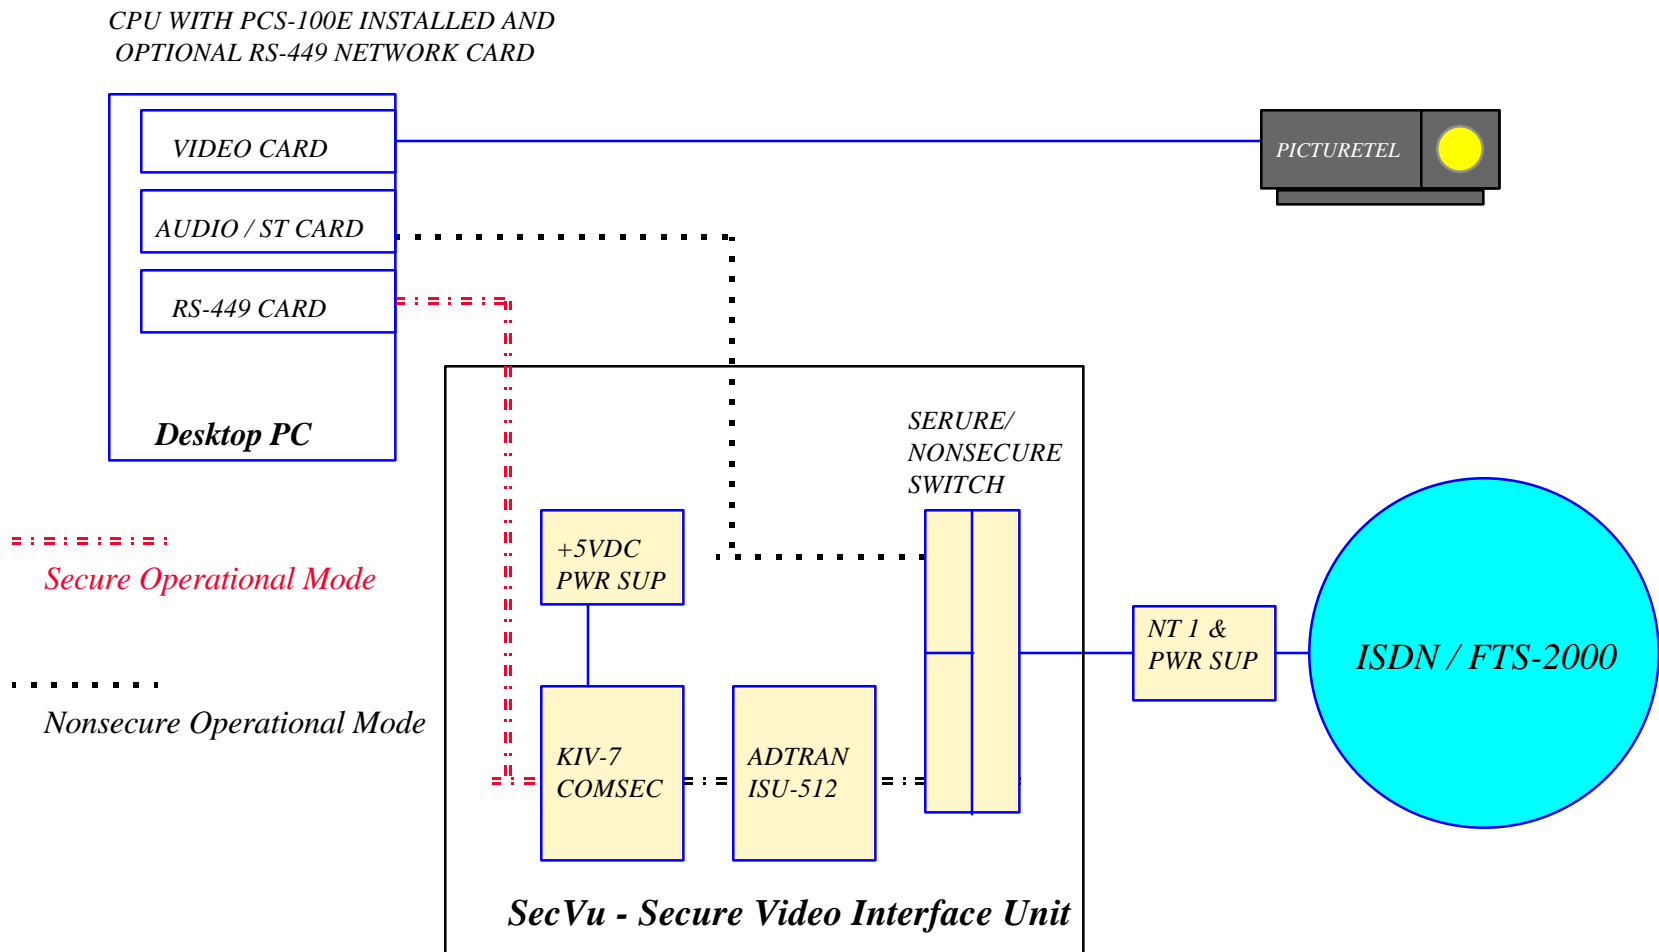 CPU WITH PCS-100E INSTALLED AND
OPTIONAL RS-449 NETWORK CARD
VIDEO CARD
PICTURETEL
AUDIO / ST CARD
RS-449 CARD
Desktop PC
SERURE/
NONSECURE
SWITCH
+5VDC
PWR SUP
Secure Operational Mode
NT 1 &
PWR SUP
ISDN / FTS-2000
Nonsecure Operational Mode
KIV-7
COMSEC
ADTRAN
ISU-512
SecVu - Secure Video Interface Unit